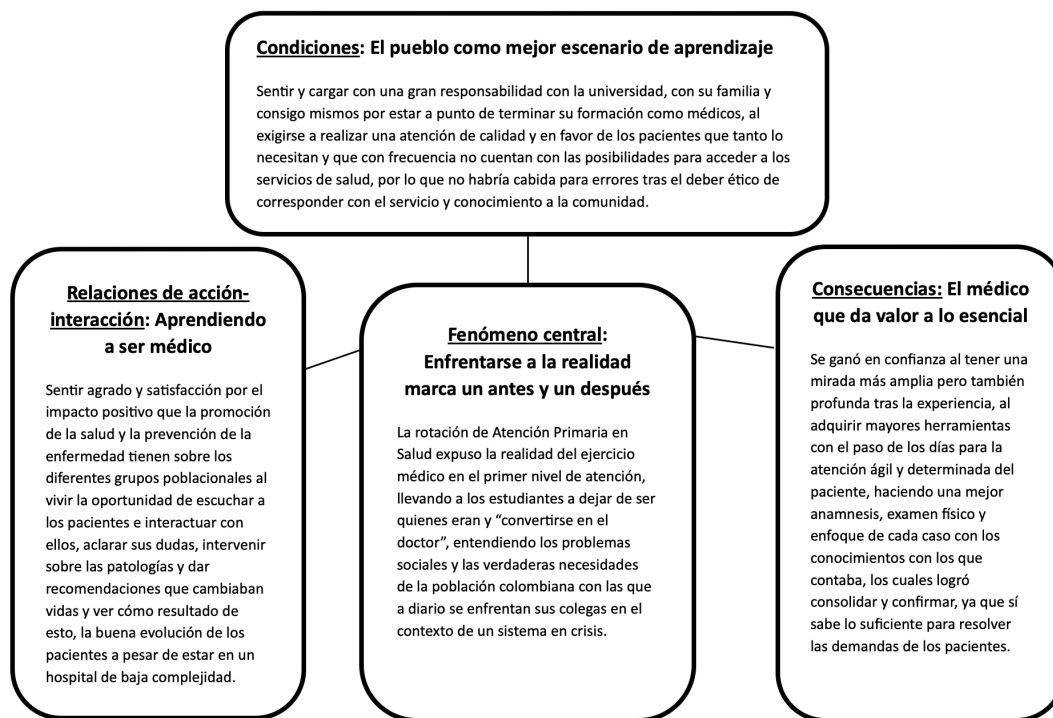 Condiciones: El pueblo como mejor escenario de aprendizaje
Sentir y cargar con una gran responsabilidad con la universidad, con su familia y
consigo mismos por estar a punto de terminar su formación como médicos, al
exigirse a realizar una atención de calidad y en favor de los pacientes que tanto lo
necesitan y que con frecuencia no cuentan con las posibilidades para acceder a los
servicios de salud, por lo que no habría cabida para errores tras el deber ético de
corresponder con el servicio y conocimiento a la comunidad.
Relaciones de acción-
interacción: Aprendiendo
a ser médico
Sentir agrado y satisfacción por el
impacto positivo que la promoción
de la salud y la prevención de la
enfermedad tienen sobre los
diferentes grupos poblacionales al
vivir la oportunidad de escuchar a
los pacientes e interactuar con
ellos, aclarar sus dudas, intervenir
sobre las patologías y dar
recomendaciones que cambiaban
vidas y ver cómo resultado de
esto, la buena evolución de los
pacientes a pesar de estar en un
hospital de baja complejidad.
Fenómeno central:
Enfrentarse a la realidad
marca un antes y un después
La rotación de Atención Primaria en
Salud expuso la realidad del ejercicio
médico en el primer nivel de atención,
llevando a los estudiantes a dejar de ser
quienes eran y “convertirse en el
doctor”, entendiendo los problemas
sociales y las verdaderas necesidades
de la población colombiana con las que
a diario se enfrentan sus colegas en el
contexto de un sistema en crisis.
Consecuencias: El médico
que da valor a lo esencial
Se ganó en confianza al tener una
mirada más amplia pero también
profunda tras la experiencia, al
adquirir mayores herramientas
con el paso de los días para la
atención ágil y determinada del
paciente, haciendo una mejor
anamnesis, examen físico y
enfoque de cada caso con los
conocimientos con los que
contaba, los cuales logró
consolidar y confirmar, ya que sí
sabe lo suficiente para resolver
las demandas de los pacientes.